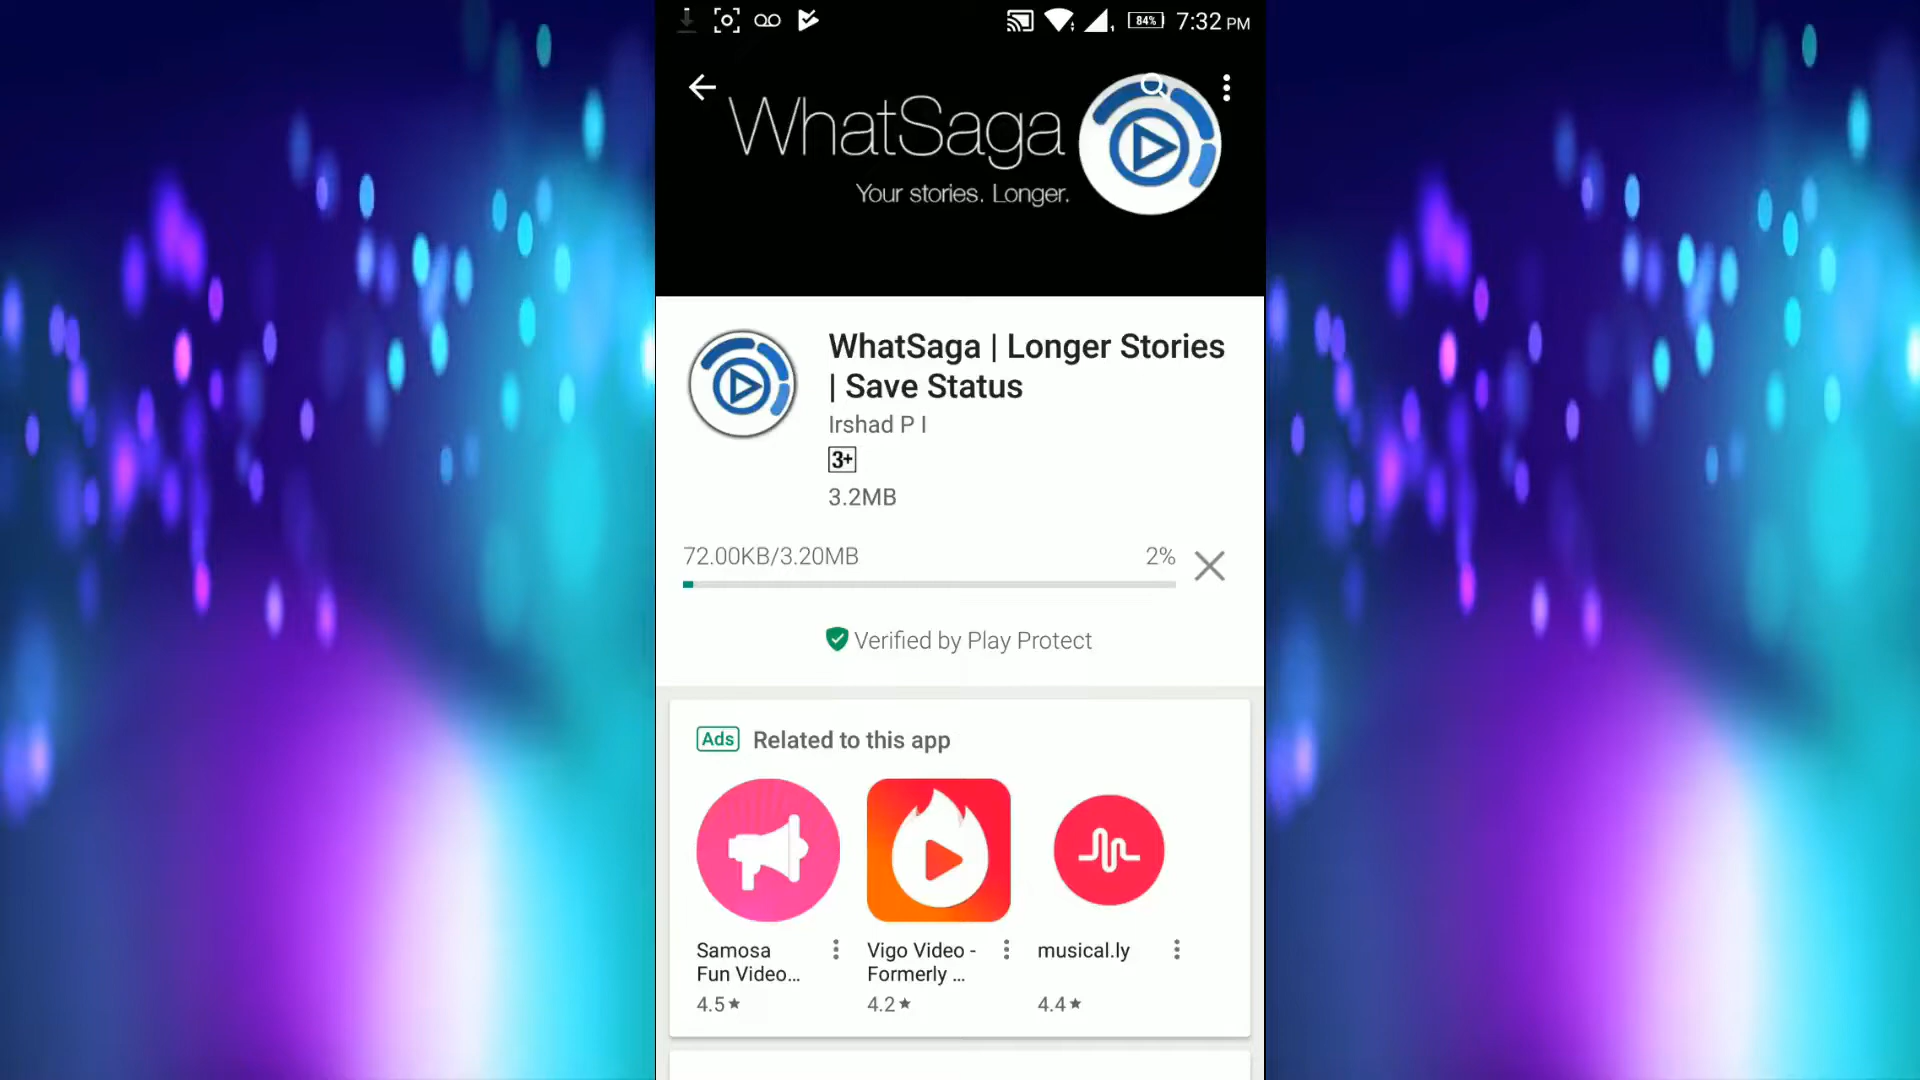 84%
7:32 PM
WhatSaga
Your stories. Longer.
WhatSaga | Longer Stories
| Save Status
Irshad P I
3+
3.2MB
72.00KB/3.20MB
2%
Verified by Play Protect
Ads Related to this app
Samosa
Fun Video...
4.5★
Vigo Video -
Formerly ...
4.2★
musical.ly
4.4★